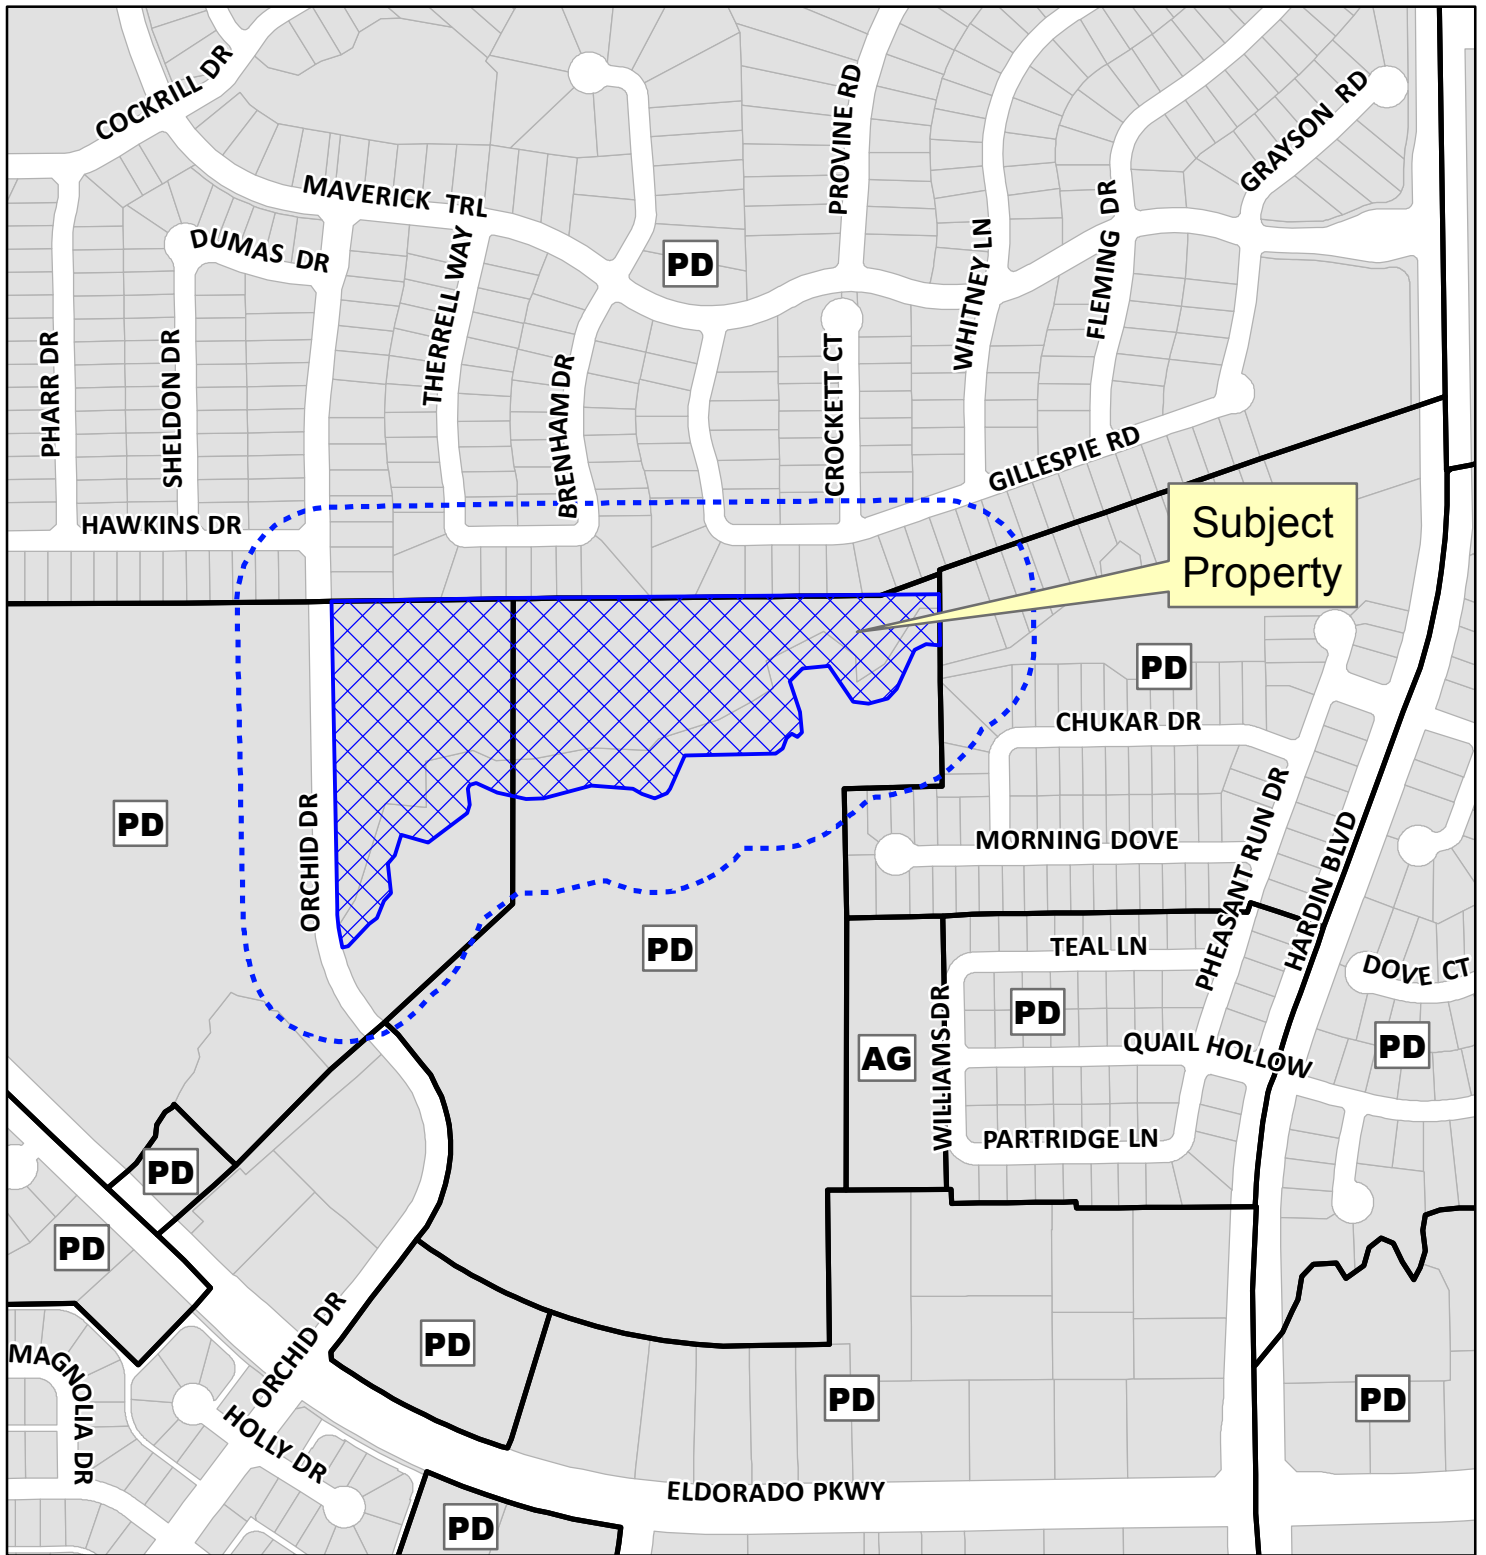 COCKRILL DR
PROVINE RD
GRAYSON RD
MAVERICK TRL
DUMAS DR
THERRELL WAY
PD
WHITNEY LN
FLEMING DR
PHARR DR
SHELDON DR
BRENHAM DR
CROCKETT CT
GILLESPIE RD
HAWKINS DR
Subject
Property
PD
CHUKAR DR
PD
ORCHID DR
MORNING DOVE
PHEASANT RUN DR
HARDIN BLVD
PD
TEAL LN
DOVE CT
PD
WILLIAMS DR
AG
QUAIL HOLLOW
PD
PARTRIDGE LN
PD
PD
ORCHID DR
PD
MAGNOLIA DR
HOLLY DR
PD
PD
ELDORADO PKWY
PD